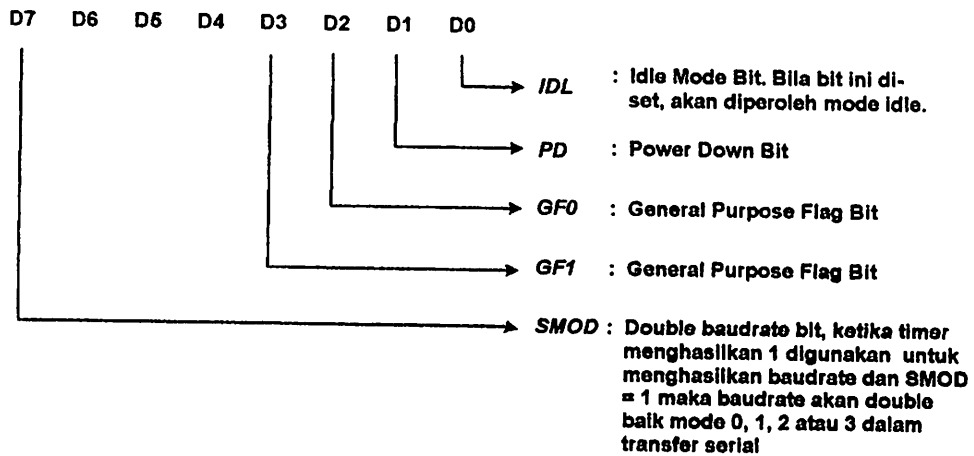 D7 D6 D5 D4 D3 D2 D1 D0
IDL : Idle Mode Bit. Bila bit ini di-
set, akan diperoleh mode idle.
PD : Power Down Bit
GF0 : General Purpose Flag Bit
GF1 : General Purpose Flag Bit
SMOD : Double baudrate bit, ketika timer
menghasilkan 1 digunakan untuk
menghasilkan baudrate dan SMOD
= 1 maka baudrate akan double
baik mode 0, 1, 2 atau 3 dalam
transfer serial